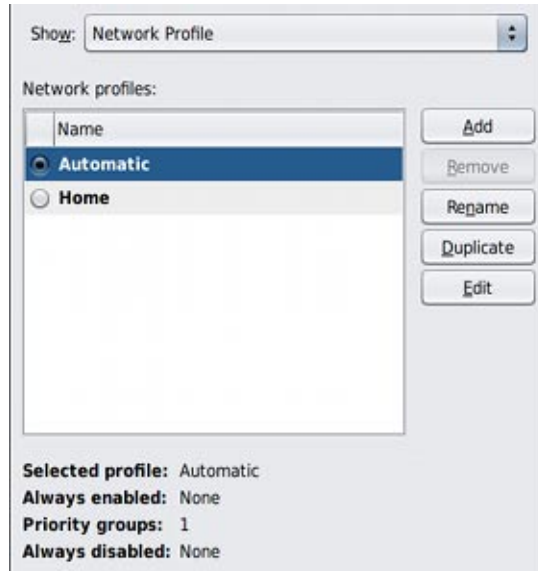 Show: Network Profile
Network profiles:
Name
Automatic
Home
Add
Remove
Rename
Duplicate
Edit
Selected profile: Automatic
Always enabled: None
Priority groups: 1
Always disabled: None